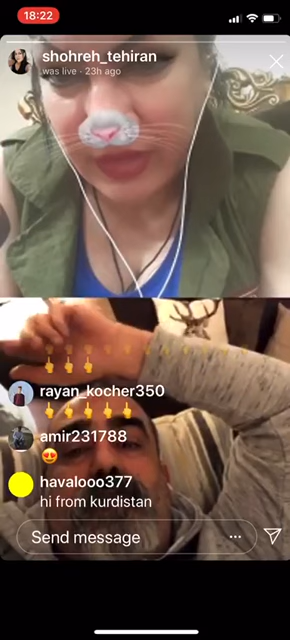 18:22
shohreh_tehiran
was live · 23h ago
rayan_kocher350
amir231788
havalooo377
hi from kurdistan
Send message